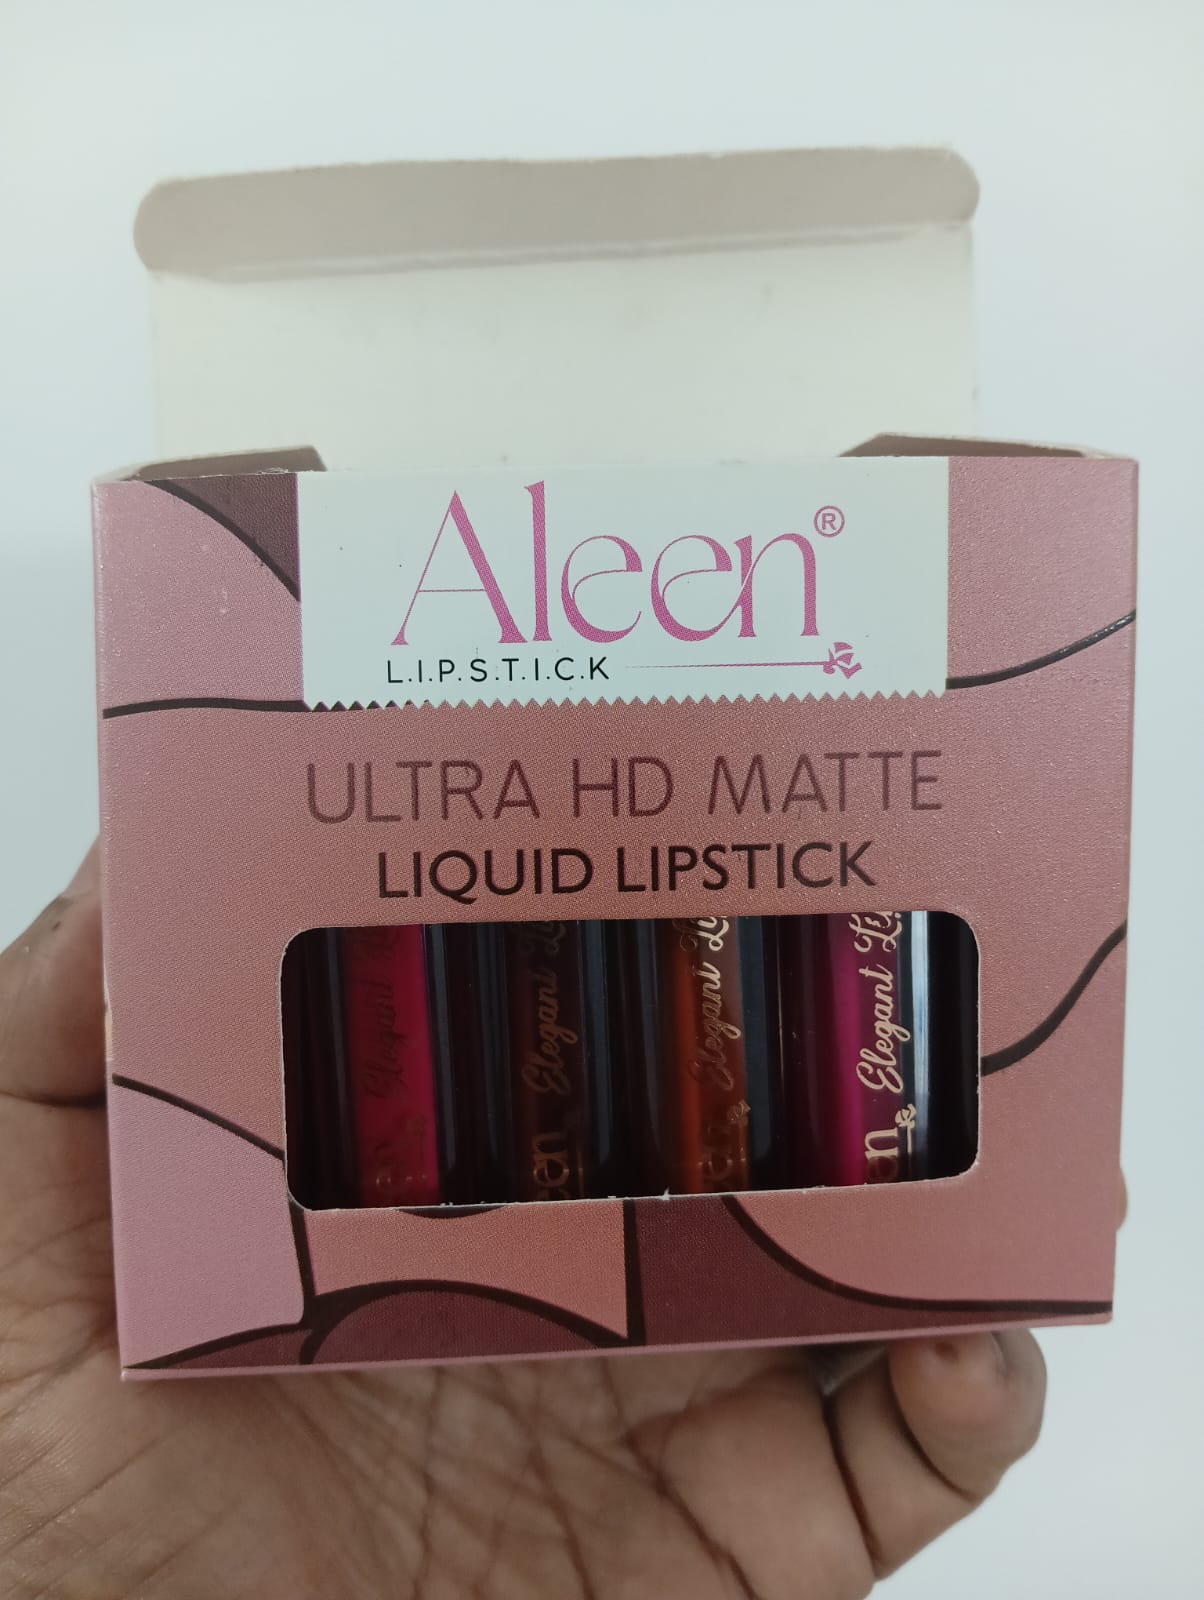 Aleen®
L.I.P.S.T.I.C.K
ULTRA HD MATTE
LIQUID LIPSTICK
Elegant
Elegant
Elegant
Elegant